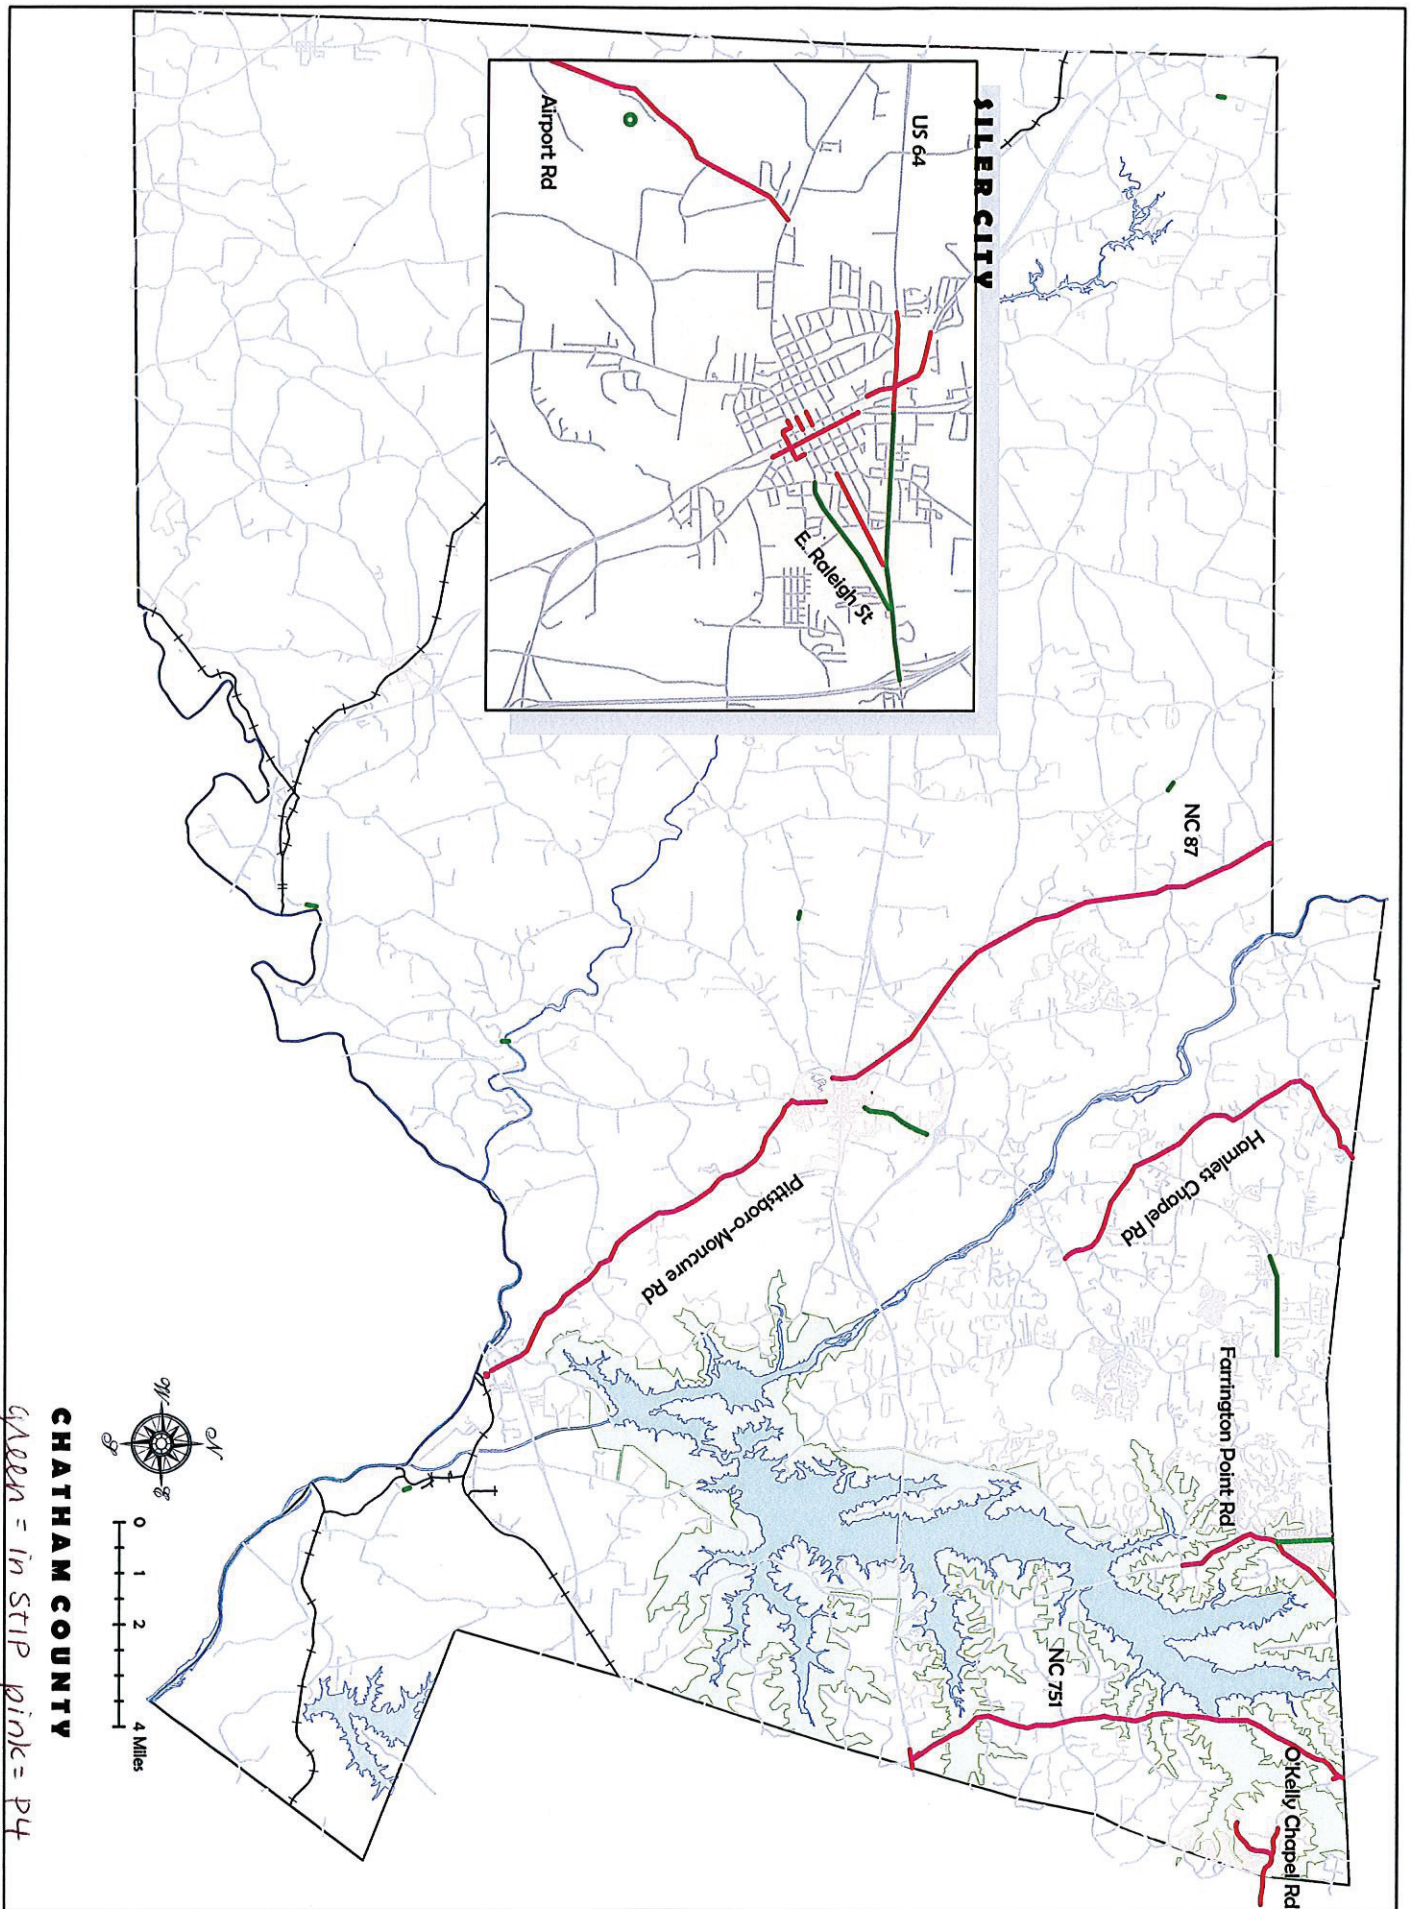 SILER CITY
US 64
Airport Rd
E. Raleigh St
NC 87
Hamlets Chapel Rd
Pittsboro-Moncure Rd
Farrington Point Rd
NC 751
O'Kelly Chapel Rd
N
W
E
S
0 1 2 4 Miles
CHATHAM COUNTY
green = in STIP pink = P4